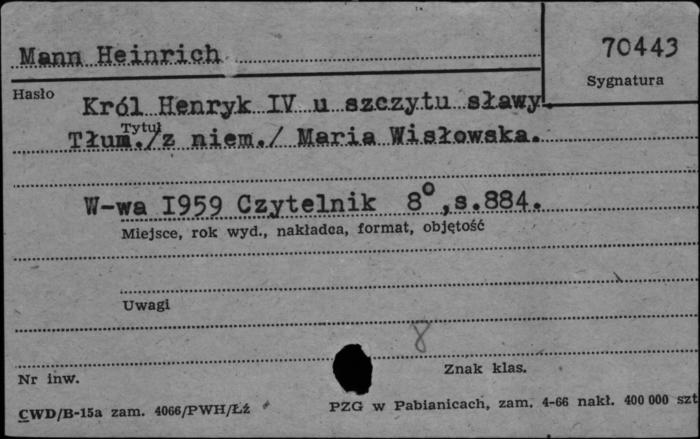 Mann Heinrich
70443
Sygnatura
Hasło
Król Henryk IV u szczytu sławy.
Tytuł
Tłum./z niem./ Maria Wisłowska.
W-wa I959 Czytelnik 8°,s.884.
Miejsce, rok wyd., nakładca, format, objętość
Uwagi
8
Nr inw.
Znak klas.
CWD/B-15a zam. 4066/PWH/Łź
PZG w Pabianicach, zam. 4-66 nakł. 400 000 szt